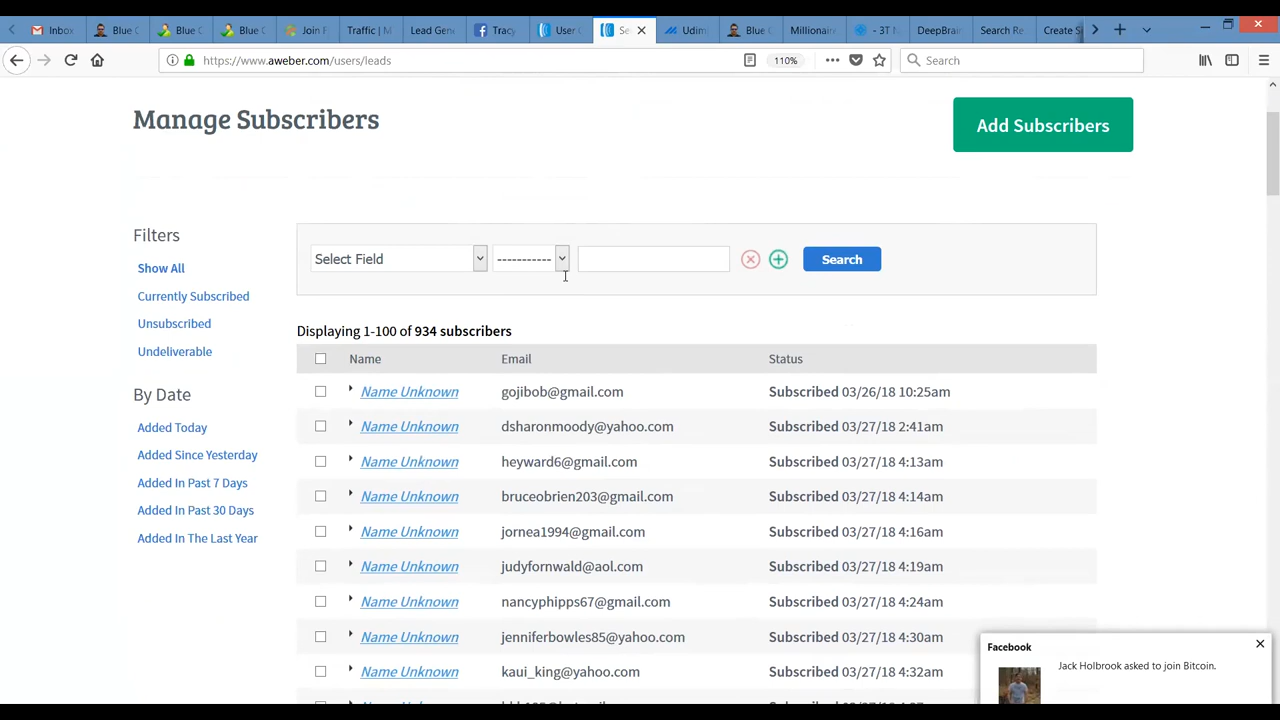 Inbox
Blue C
Blue C
Blue C
Join F
Traffic | M
Lead Gene
Tracy
User C
Se
Udim
Blue C
Millionair
- 3T N
DeepBrain
Search Re
Create S
https://www.aweber.com/users/leads
110%
Search
Manage Subscribers
Add Subscribers
Filters
Show All
Currently Subscribed
Unsubscribed
Undeliverable
By Date
Added Today
Added Since Yesterday
Added In Past 7 Days
Added In Past 30 Days
Added In The Last Year
Select Field
-----------
Search
Displaying 1-100 of 934 subscribers
Name Email Status
Name Unknown gojibob@gmail.com Subscribed 03/26/18 10:25am
Name Unknown dsharonmoody@yahoo.com Subscribed 03/27/18 2:41am
Name Unknown heyward6@gmail.com Subscribed 03/27/18 4:13am
Name Unknown bruceobrien203@gmail.com Subscribed 03/27/18 4:14am
Name Unknown jornea1994@gmail.com Subscribed 03/27/18 4:16am
Name Unknown judyfornwald@aol.com Subscribed 03/27/18 4:19am
Name Unknown nancyphipps67@gmail.com Subscribed 03/27/18 4:24am
Name Unknown jenniferbowles85@yahoo.com Subscribed 03/27/18 4:30am
Name Unknown kaui_king@yahoo.com Subscribed 03/27/18 4:32am
Facebook
Jack Holbrook asked to join Bitcoin.